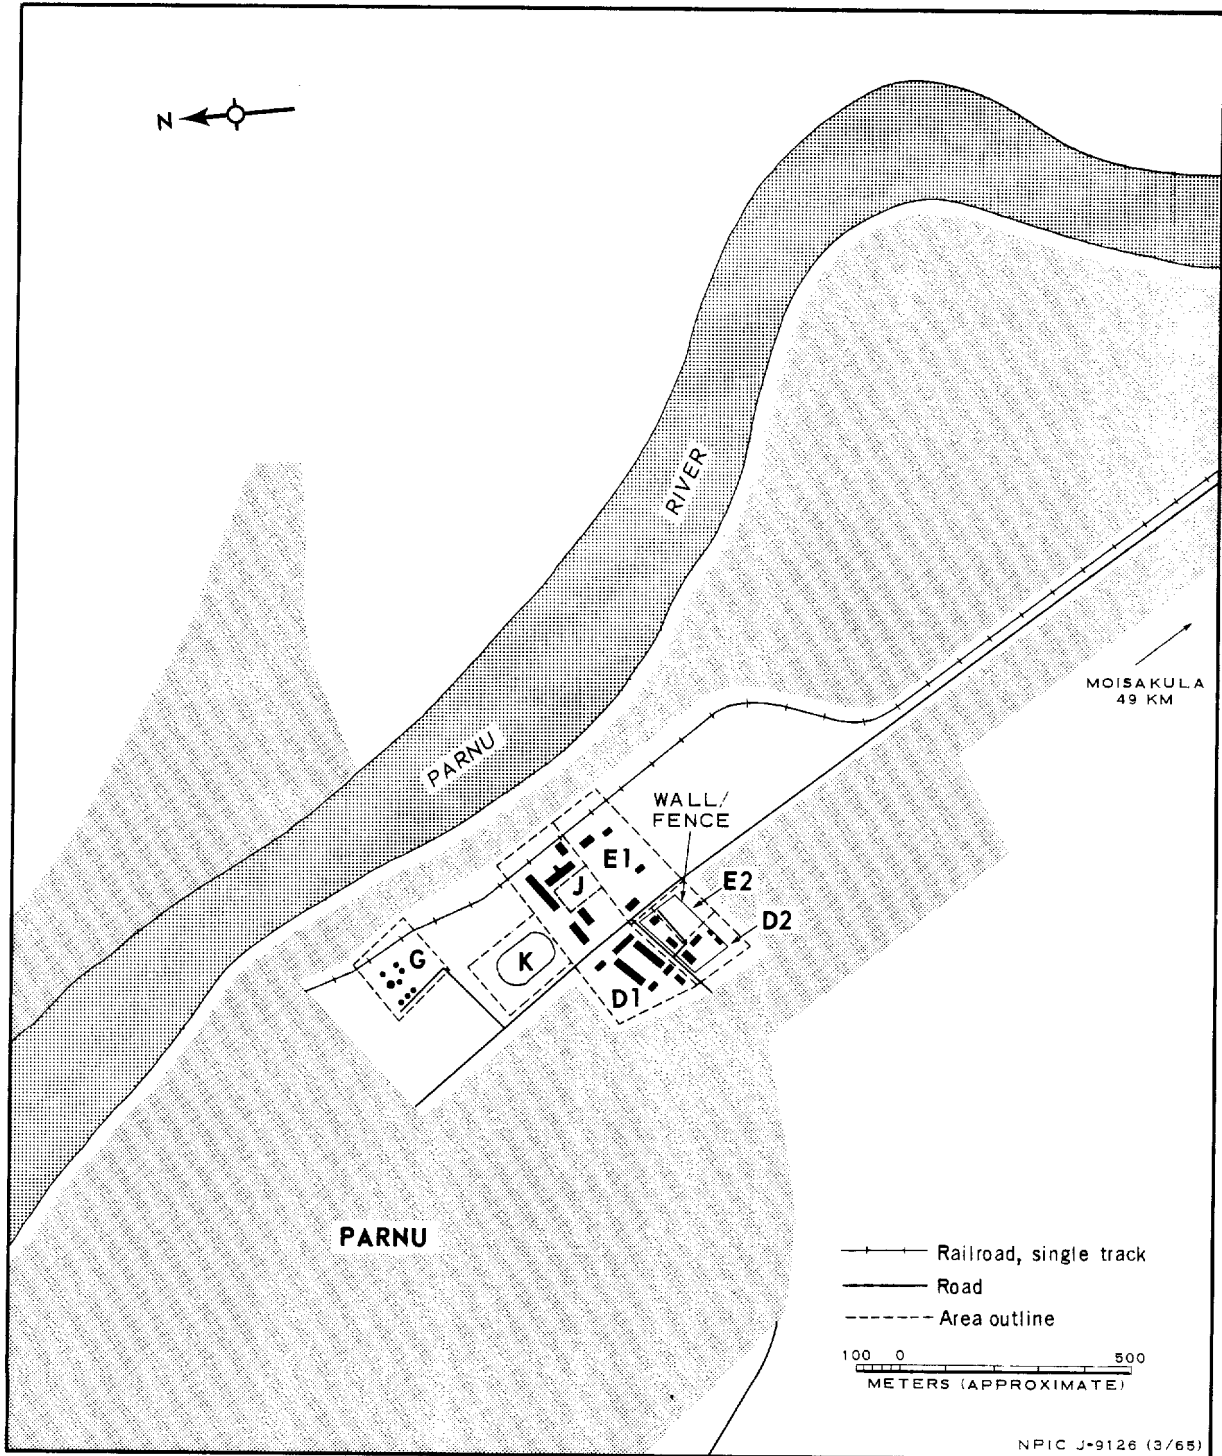 N
RIVER
MOISAKULA
49 KM
PARNU
WALL/
FENCE
E1
J
E2
D2
G
K
D1
PARNU
Railroad, single track
Road
Area outline
100 0 500
METERS (APPROXIMATE)
NPIC J-9126 (3/65)